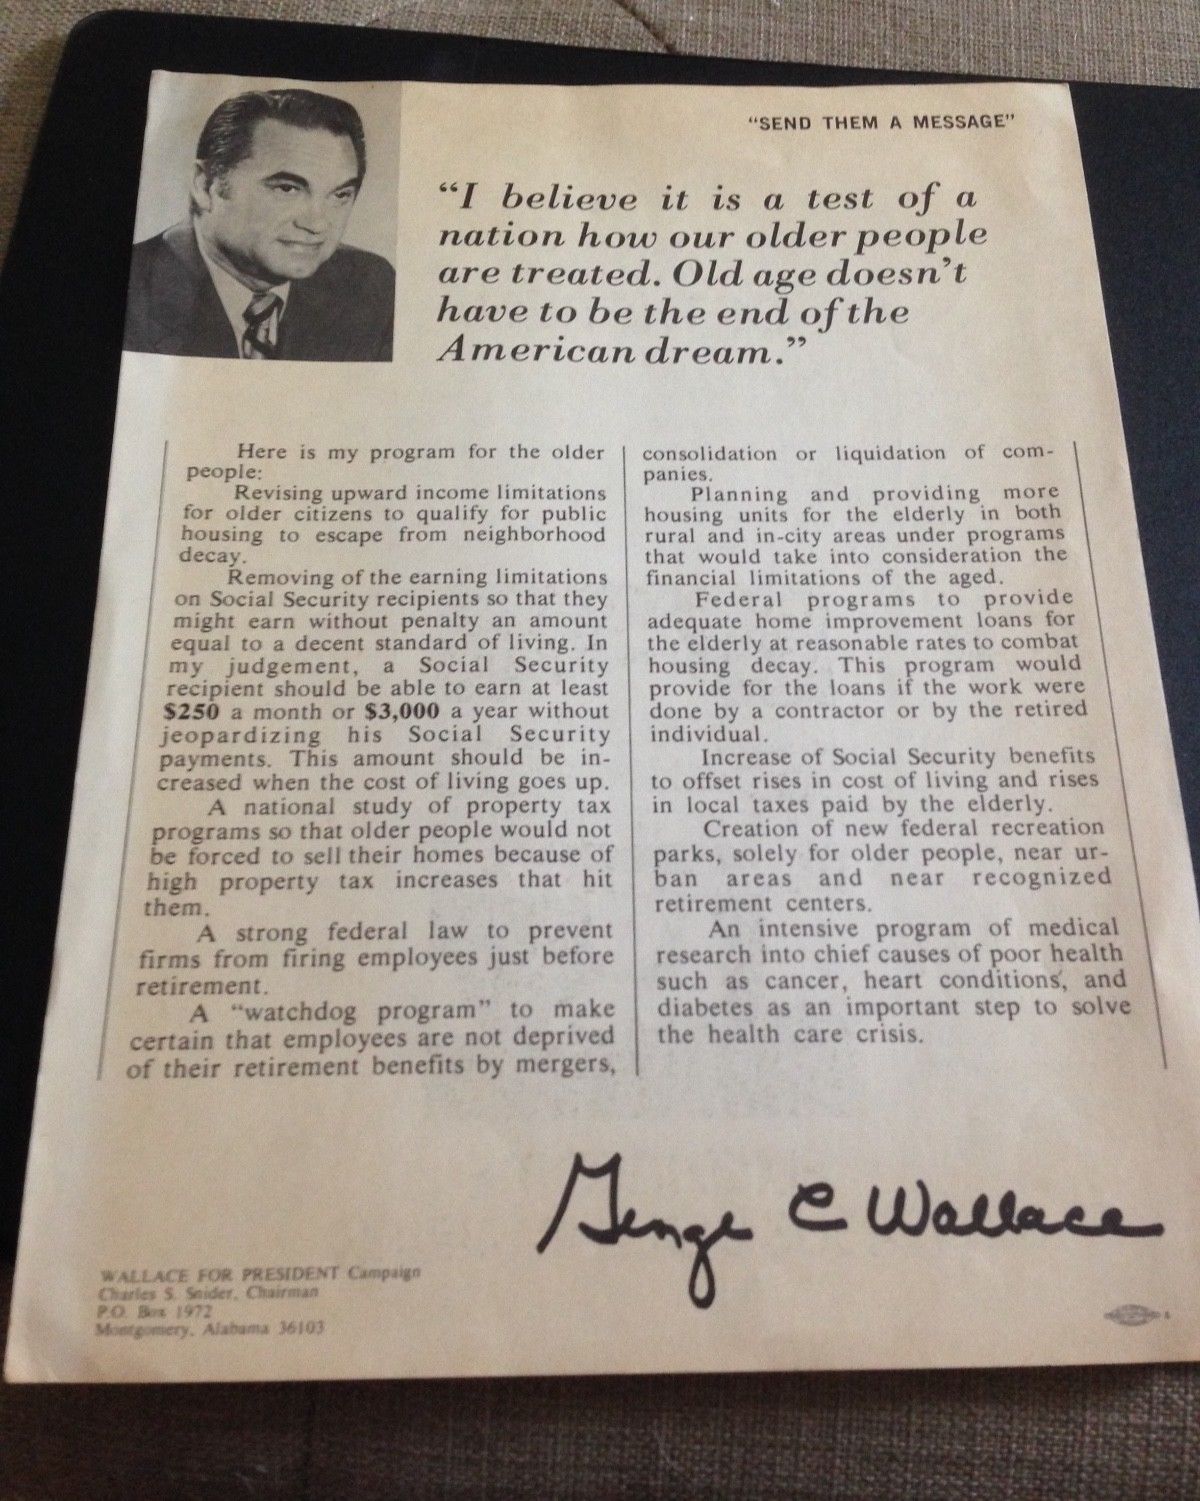 "SEND THEM A MESSAGE"
"I believe it is a test of a
nation how our older people
are treated. Old age doesn't
have to be the end of the
American dream."
Here is my program for the older
people:
Revising upward income limitations
for older citizens to qualify for public
housing to escape from neighborhood
decay.
Removing of the earning limitations
on Social Security recipients so that they
might earn without penalty an amount
equal to a decent standard of living. In
my judgement, a Social Security
recipient should be able to earn at least
$250 a month or $3,000 a year without
jeopardizing his Social Security
payments. This amount should be in-
creased when the cost of living goes up.
A national study of property tax
programs so that older people would not
be forced to sell their homes because of
high property tax increases that hit
them.
A strong federal law to prevent
firms from firing employees just before
retirement.
A "watchdog program" to make
certain that employees are not deprived
of their retirement benefits by mergers,
consolidation or liquidation of com-
panies.
Planning and providing more
housing units for the elderly in both
rural and in-city areas under programs
that would take into consideration the
financial limitations of the aged.
Federal programs to provide
adequate home improvement loans for
the elderly at reasonable rates to combat
housing decay. This program would
provide for the loans if the work were
done by a contractor or by the retired
individual.
Increase of Social Security benefits
to offset rises in cost of living and rises
in local taxes paid by the elderly.
Creation of new federal recreation
parks, solely for older people, near ur-
ban areas and near recognized
retirement centers.
An intensive program of medical
research into chief causes of poor health
such as cancer, heart conditions, and
diabetes as an important step to solve
the health care crisis.
George C Wallace
WALLACE FOR PRESIDENT Campaign
Charles S. Snider, Chairman
P.O. Box 1972
Montgomery, Alabama 36103